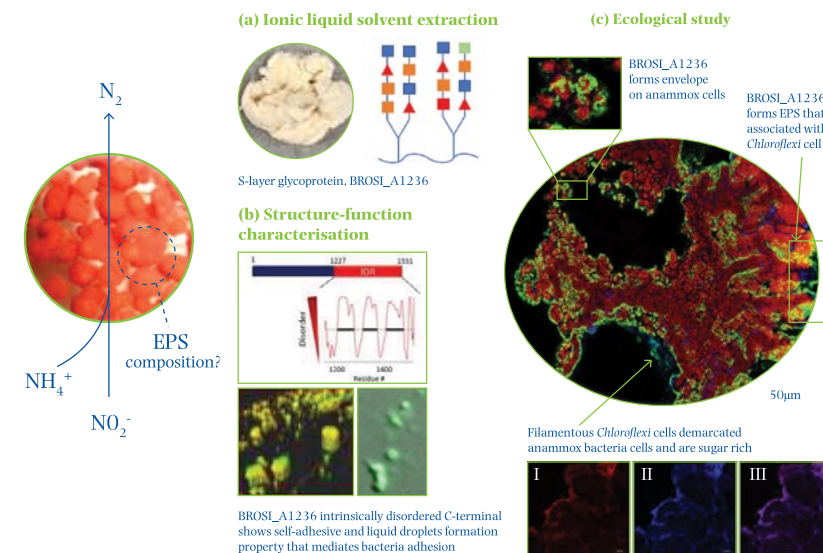 N₂
EPS
composition?
NH₄⁺
NO₂⁻
(a) Ionic liquid solvent extraction
S-layer glycoprotein, BROSI_A1236
(b) Structure-function
characterisation
1 1227 1551
IDR
Disorder
1200 1400
Residue #
BROSI_A1236 intrinsically disordered C-terminal
shows self-adhesive and liquid droplets formation
property that mediates bacteria adhesion
(c) Ecological study
BROSI_A1236
forms envelope
on anammox cells
BROSI_A1236
forms EPS that
associated with
Chloroflexi cell
50μm
Filamentous Chloroflexi cells demarcated
anammox bacteria cells and are sugar rich
I II III